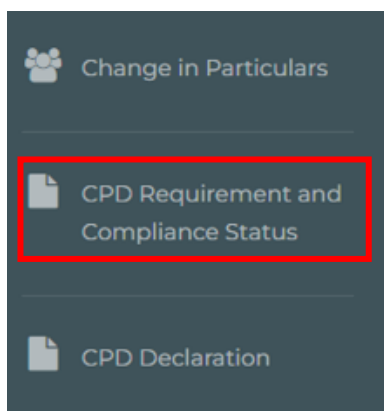 Change in Particulars
CPD Requirement and
Compliance Status
CPD Declaration